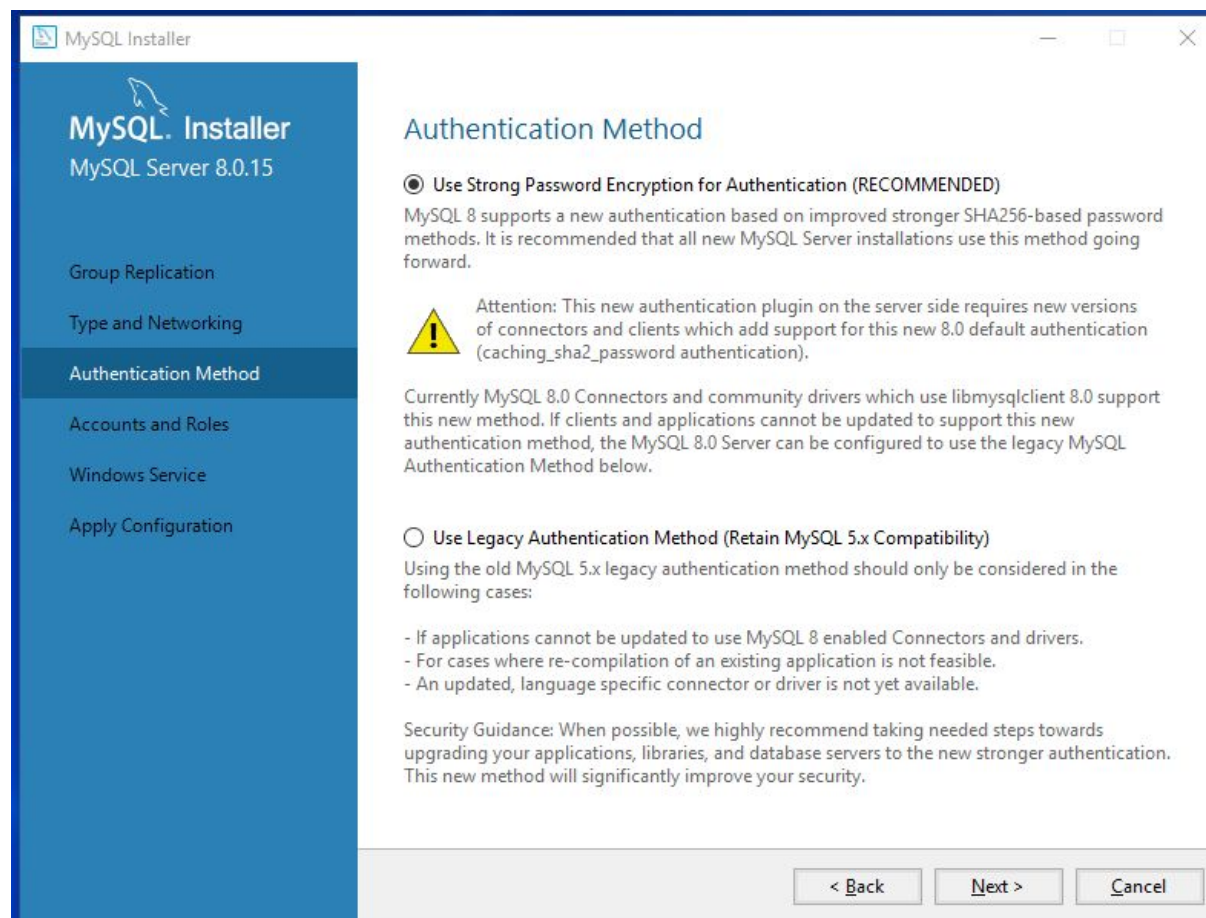 MySQL Installer
MySQL. Installer
MySQL Server 8.0.15
Group Replication
Type and Networking
Authentication Method
Accounts and Roles
Windows Service
Apply Configuration
Authentication Method
Use Strong Password Encryption for Authentication (RECOMMENDED)
MySQL 8 supports a new authentication based on improved stronger SHA256-based password
methods. It is recommended that all new MySQL Server installations use this method going
forward.
Attention: This new authentication plugin on the server side requires new versions
of connectors and clients which add support for this new 8.0 default authentication
(caching_sha2_password authentication).
Currently MySQL 8.0 Connectors and community drivers which use libmysqlclient 8.0 support
this new method. If clients and applications cannot be updated to support this new
authentication method, the MySQL 8.0 Server can be configured to use the legacy MySQL
Authentication Method below.
Use Legacy Authentication Method (Retain MySQL 5.x Compatibility)
Using the old MySQL 5.x legacy authentication method should only be considered in the
following cases:
- If applications cannot be updated to use MySQL 8 enabled Connectors and drivers.
- For cases where re-compilation of an existing application is not feasible.
- An updated, language specific connector or driver is not yet available.
Security Guidance: When possible, we highly recommend taking needed steps towards
upgrading your applications, libraries, and database servers to the new stronger authentication.
This new method will significantly improve your security.
< Back
Next >
Cancel